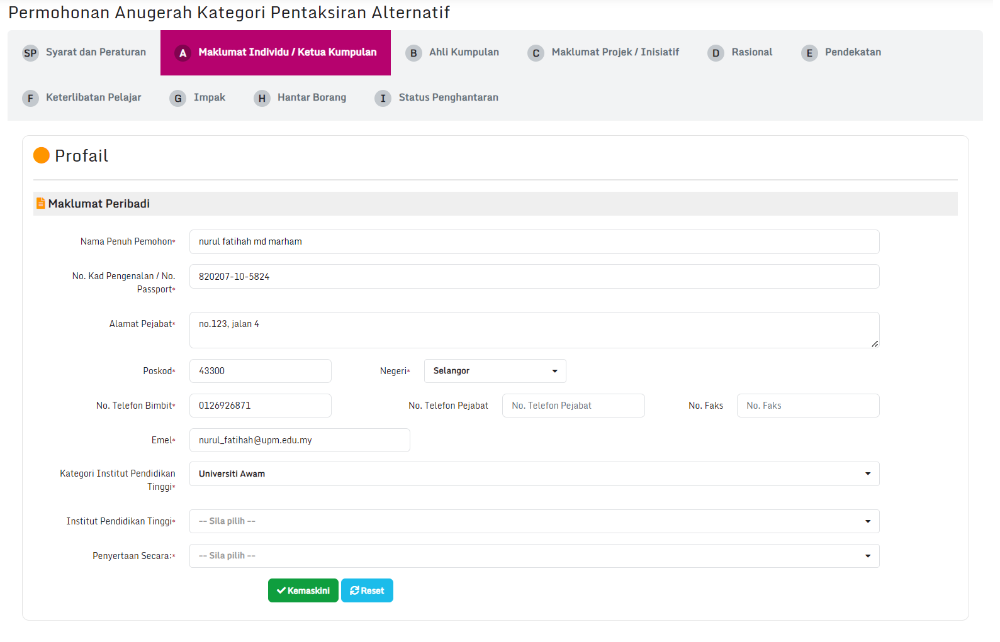 Permohonan Anugerah Kategori Pentaksiran Alternatif
SP Syarat dan Peraturan
A Maklumat Individu / Ketua Kumpulan
B Ahli Kumpulan
C Maklumat Projek / Inisiatif
D Rasional
E Pendekatan
F Keterlibatan Pelajar
G Impak
H Hantar Borang
I Status Penghantaran
Profail
Maklumat Peribadi
Nama Penuh Pemohon*
nurul fatihah md marham
No. Kad Pengenalan / No.
Passport*
820207-10-5824
Alamat Pejabat*
no.123, jalan 4
Poskod*
43300
Negeri*
Selangor
No. Telefon Bimbit*
0126926871
No. Telefon Pejabat
No. Telefon Pejabat
No. Faks
No. Faks
Emel*
nurul_fatihah@upm.edu.my
Kategori Institut Pendidikan
Tinggi*
Universiti Awam
Institut Pendidikan Tinggi*
-- Sila pilih --
Penyertaan Secara:*
-- Sila pilih --
Kemaskini
Reset